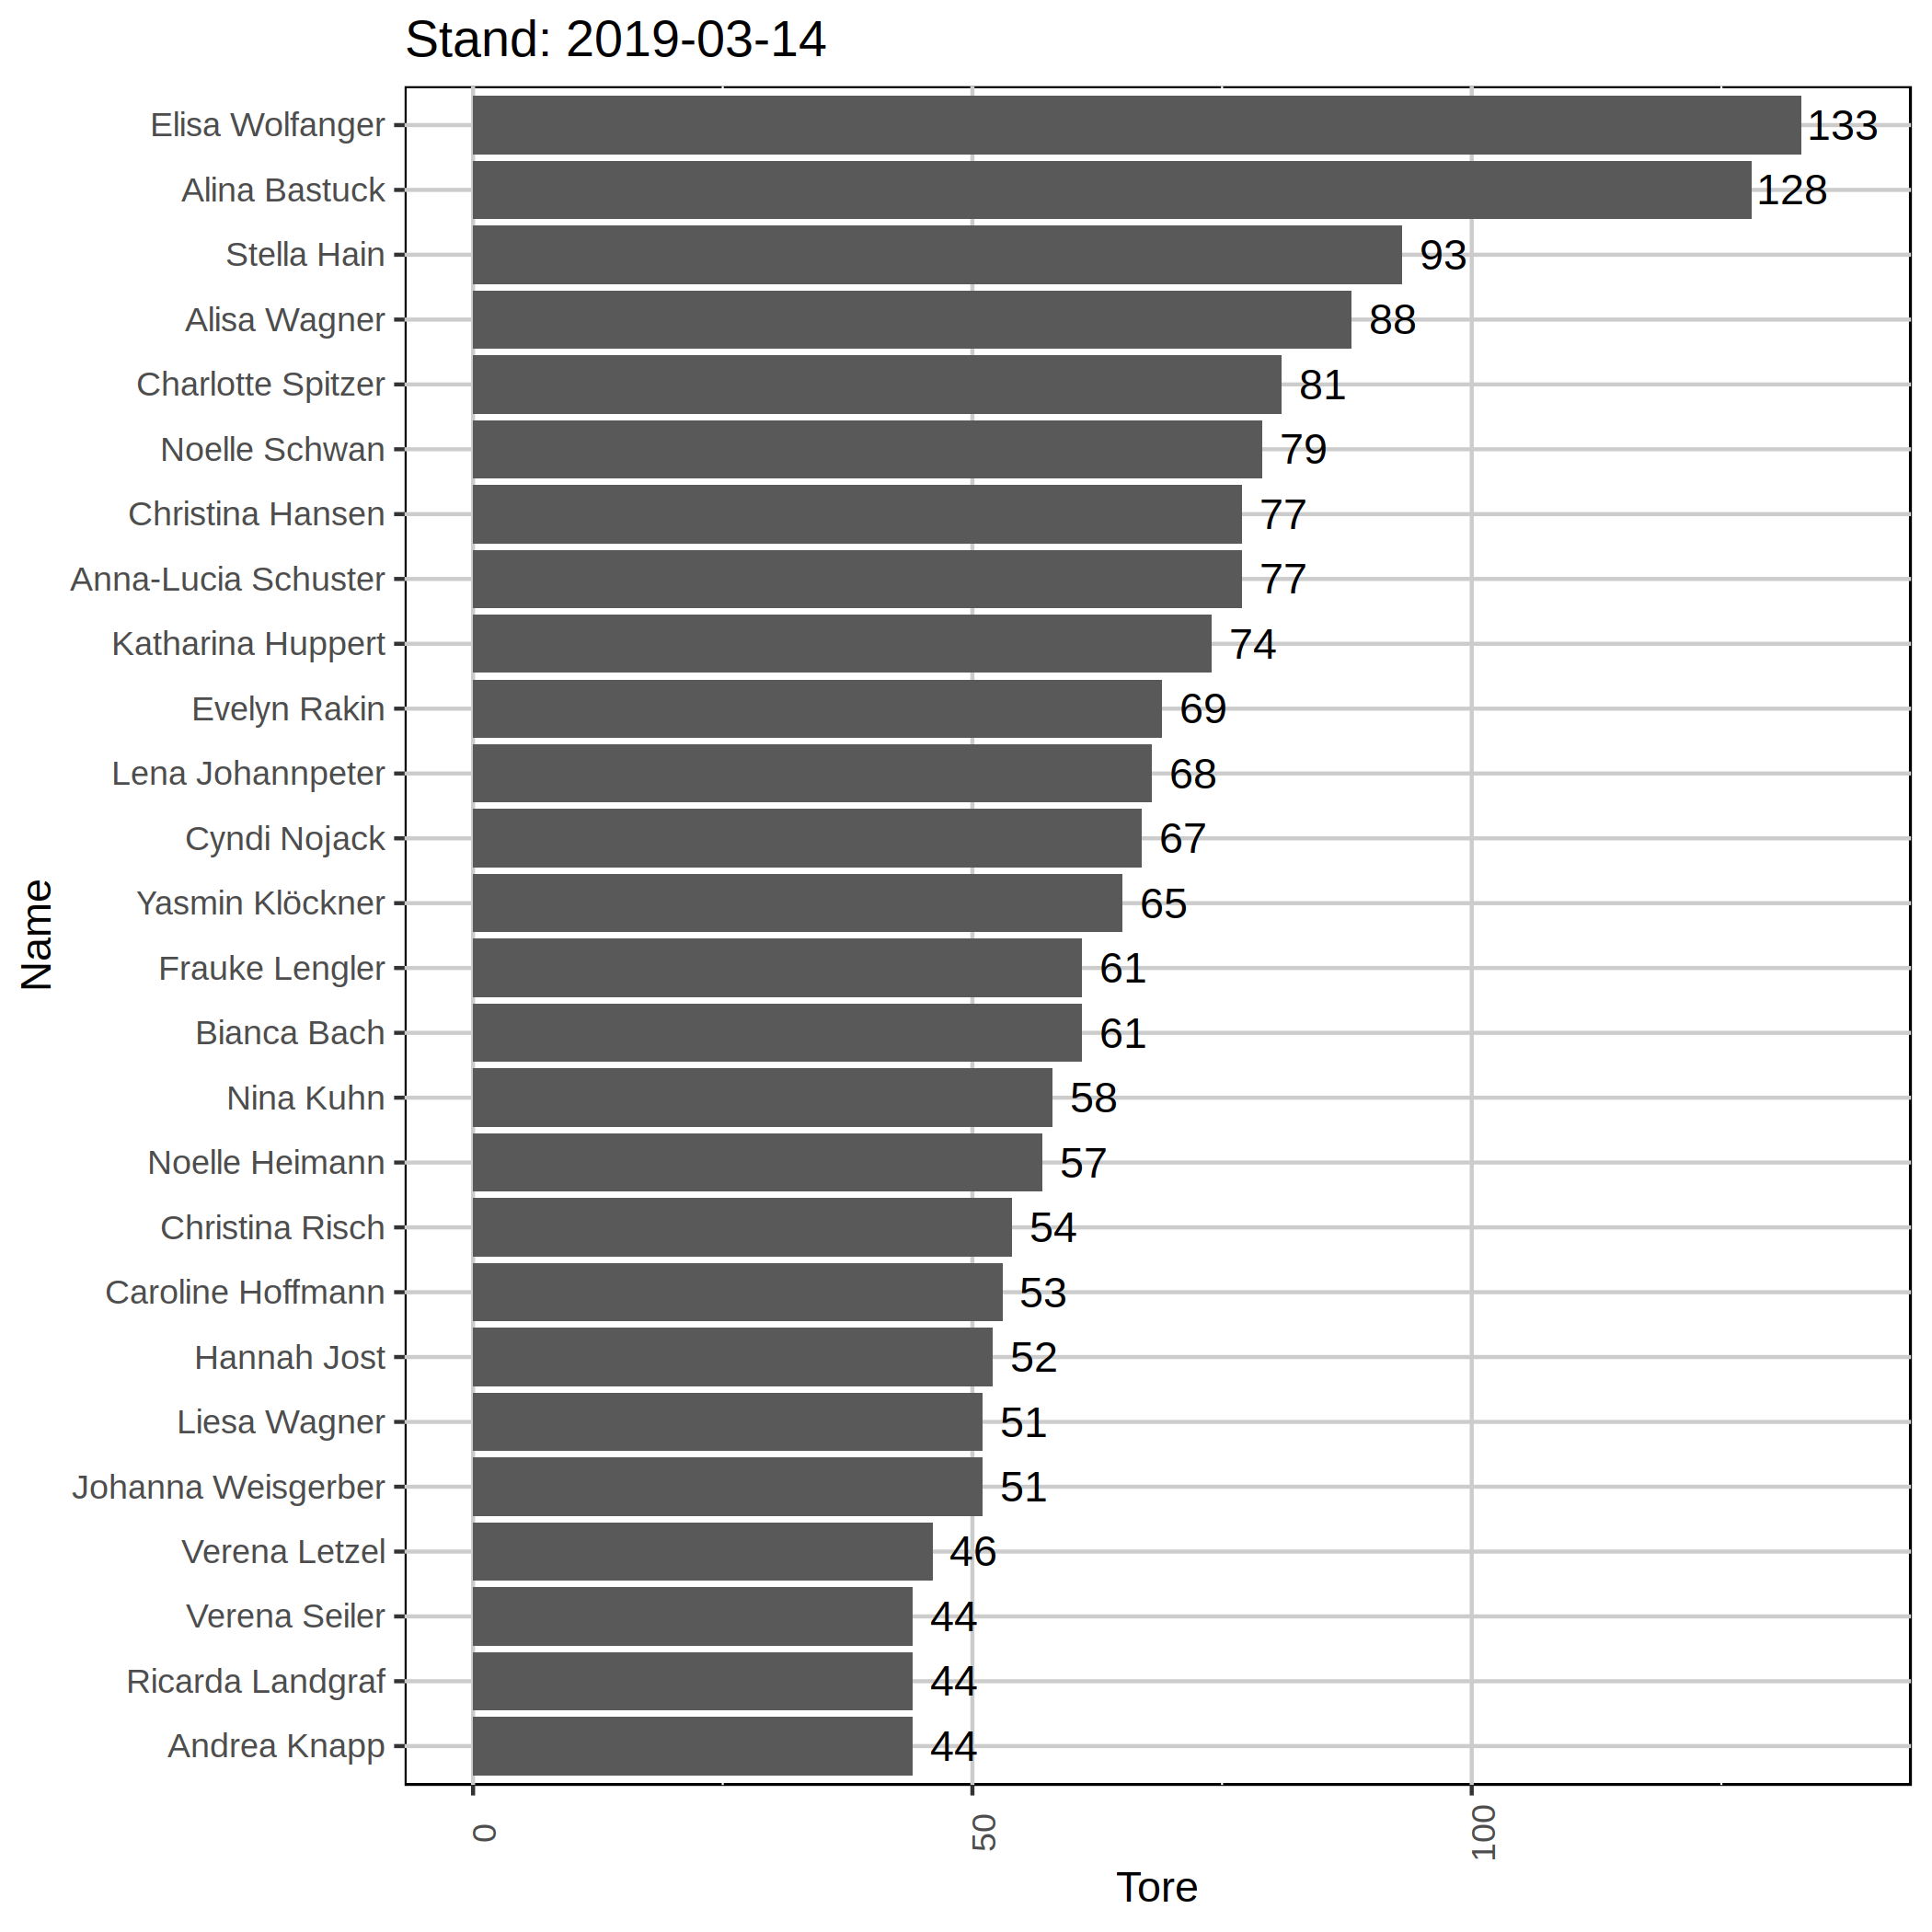 Stand: 2019-03-14
Elisa Wolfanger 133
Alina Bastuck 128
Stella Hain 93
Alisa Wagner 88
Charlotte Spitzer 81
Noelle Schwan 79
Christina Hansen 77
Anna-Lucia Schuster 77
Katharina Huppert 74
Evelyn Rakin 69
Lena Johannpeter 68
Cyndi Nojack 67
Yasmin Klöckner 65
Frauke Lengler 61
Bianca Bach 61
Nina Kuhn 58
Noelle Heimann 57
Christina Risch 54
Caroline Hoffmann 53
Hannah Jost 52
Liesa Wagner 51
Johanna Weisgerber 51
Verena Letzel 46
Verena Seiler 44
Ricarda Landgraf 44
Andrea Knapp 44
Name
0 50 100
Tore